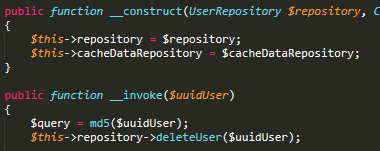 public function __construct(UserRepository $repository, C
{
$this->repository = $repository;
$this->cacheDataRepository = $cacheDataRepository;
}
public function __invoke($uuidUser)
{
$query = md5($uuidUser);
$this->repository->deleteUser($uuidUser);